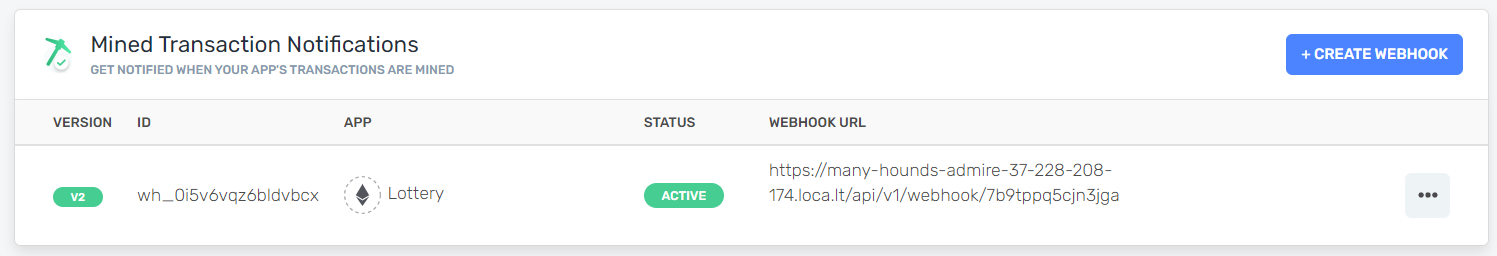 Mined Transaction Notifications
GET NOTIFIED WHEN YOUR APP'S TRANSACTIONS ARE MINED
+ CREATE WEBHOOK
VERSION ID APP STATUS WEBHOOK URL
V2 wh_0i5v6vqz6bldvbcx Lottery ACTIVE
https://many-hounds-admire-37-228-208-
174.loca.lt/api/v1/webhook/7b9tppq5cjn3jga